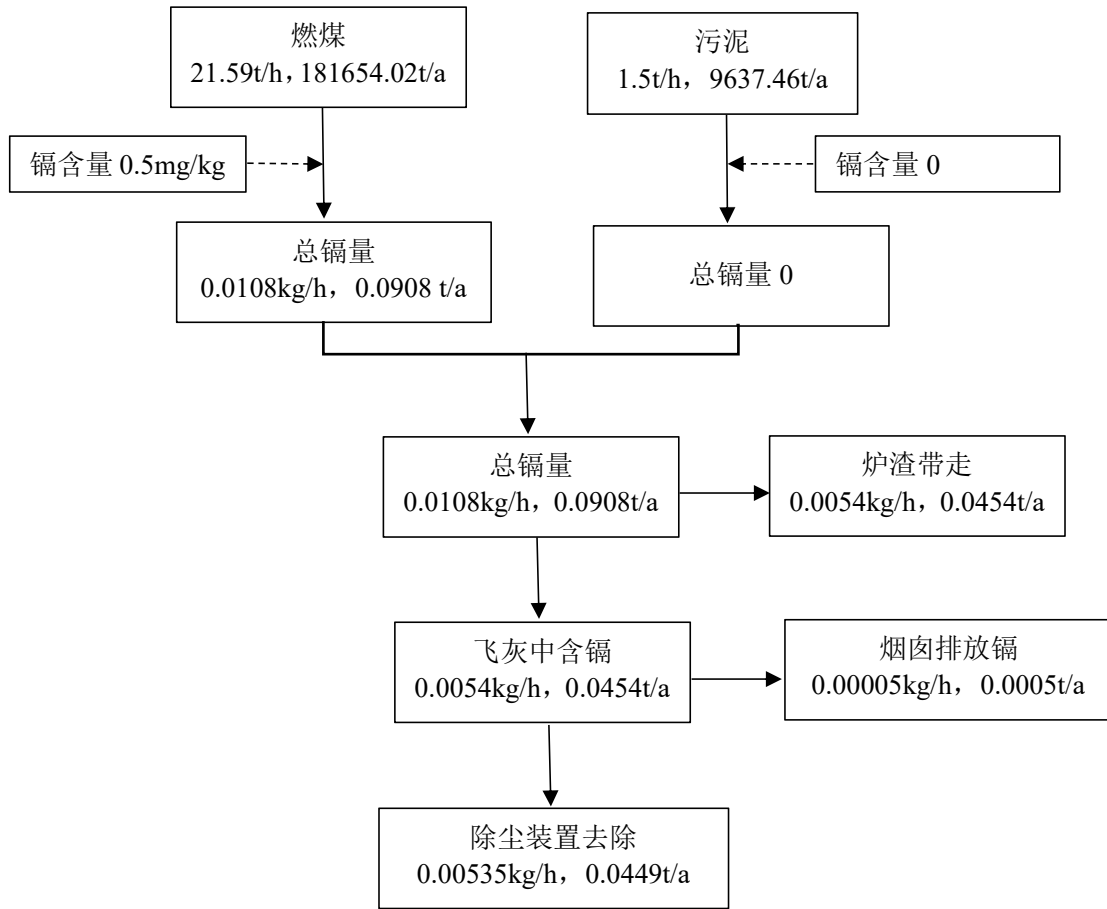 燃煤
21.59t/h，181654.02t/a
污泥
1.5t/h，9637.46t/a
镉含量 0.5mg/kg
镉含量 0
总镉量
0.0108kg/h，0.0908 t/a
总镉量 0
总镉量
0.0108kg/h，0.0908t/a
炉渣带走
0.0054kg/h，0.0454t/a
飞灰中含镉
0.0054kg/h，0.0454t/a
烟囱排放镉
0.00005kg/h，0.0005t/a
除尘装置去除
0.00535kg/h，0.0449t/a